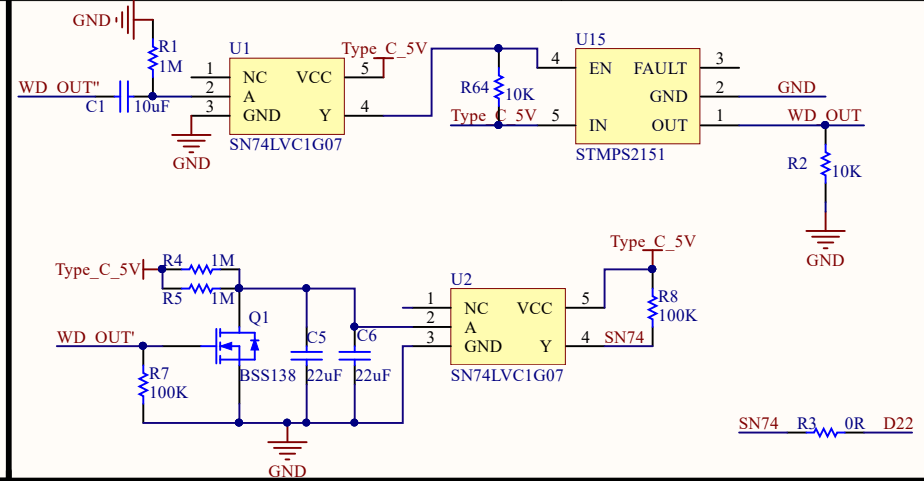 GND
R1
1M
WD_OUT"
C1
10uF
GND
U1
1
2
3
NC
A
GND
VCC
Y
5
4
SN74LVC1G07
Type_C_5V
R64
10K
Type_C_5V
U15
4
5
EN
IN
FAULT
GND
OUT
3
2
1
STMPS2151
GND
WD_OUT
R2
10K
GND
Type_C_5V
R4
1M
R5
1M
WD_OUT'
Q1
BSS138
R7
100K
C5
22uF
C6
22uF
GND
U2
1
2
3
NC
A
GND
VCC
Y
5
4
SN74LVC1G07
Type_C_5V
R8
100K
SN74
SN74
R3
0R
D22